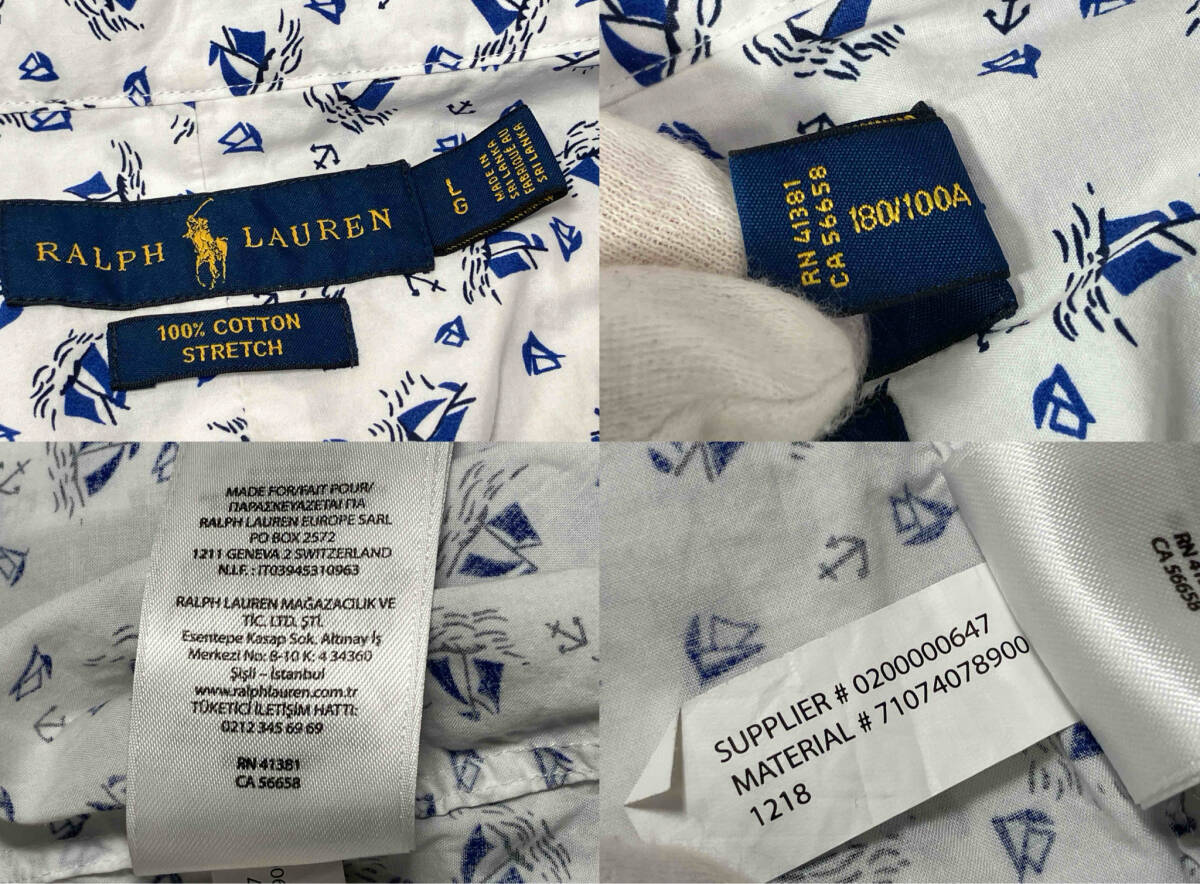 RALPH LAUREN
L
G
MADE IN
SRI LANKA
FABRIQUE AU
SRI LANKA
100% COTTON
STRETCH
RN 41381
CA 56658
180/100A
MADE FOR/FAIT POUR/
ΠΑΡΑΣΚΕΥΑΖΕΤΑΙ ΓΙΑ
RALPH LAUREN EUROPE SARL
PO BOX 2572
1211 GENEVA 2 SWITZERLAND
N.I.F. : IT03945310963
RALPH LAUREN MAĞAZACILIK VE
TİC. LTD. ŞTİ.
Esentepe Kasap Sok. Altınay İş
Merkezi No: 8-10 K: 4 34360
Şişli – İstanbul
www.ralphlauren.com.tr
TÜKETİCİ İLETİŞİM HATTI:
0212 345 69 69
RN 41381
CA 56658
SUPPLIER # 0200000647
MATERIAL # 71074078900
1218
CA 56658